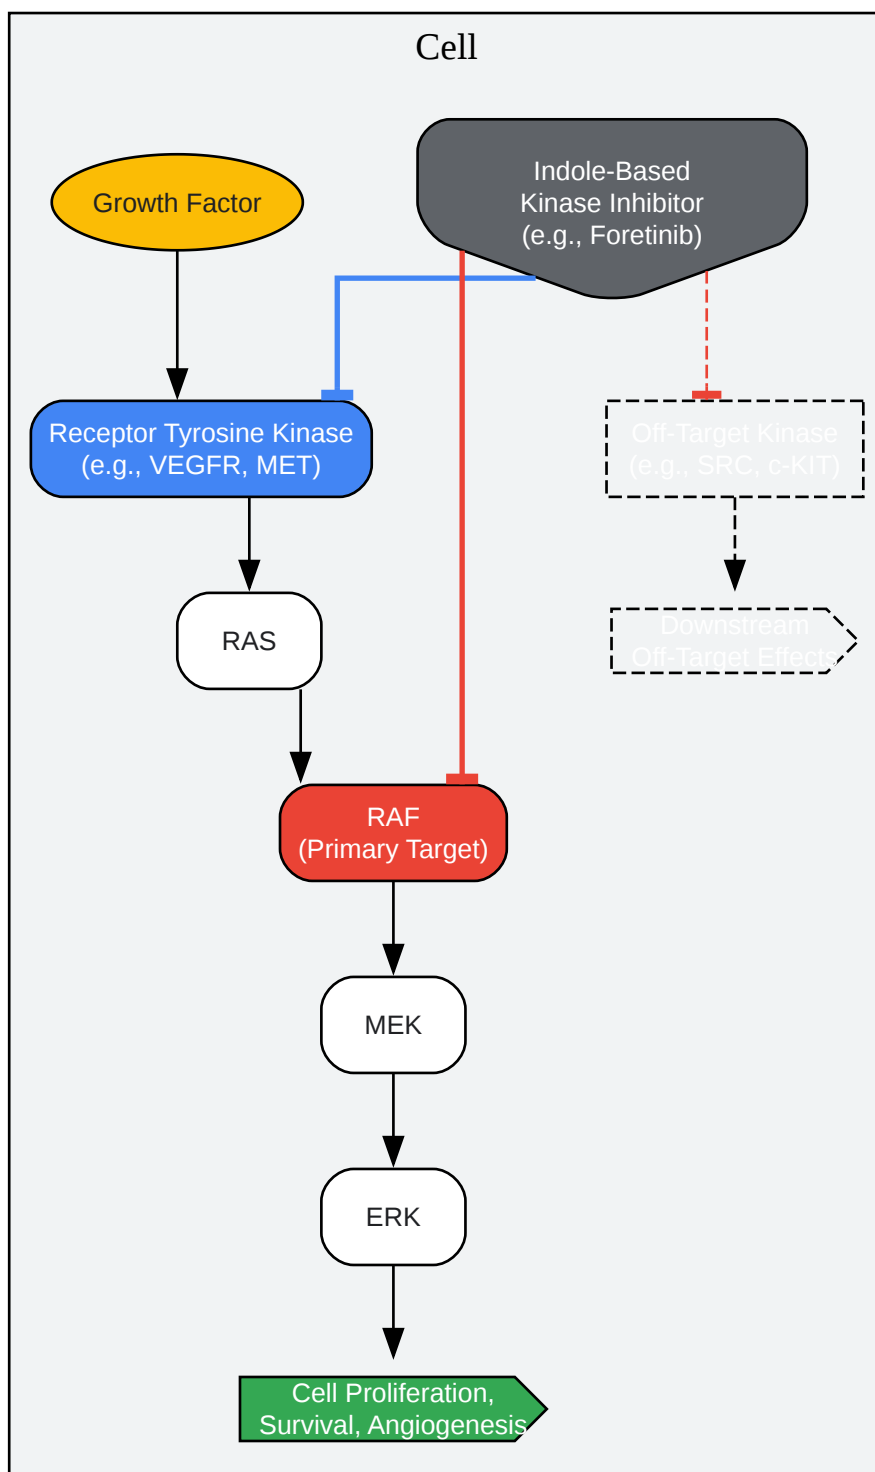 Cell
Growth Factor
Indole-Based
Kinase Inhibitor
(e.g., Foretinib)
Receptor Tyrosine Kinase
(e.g., VEGFR, MET)
Off-Target Kinase
(e.g., SRC, c-KIT)
RAS
Downstream
Off-Target Effects
RAF
(Primary Target)
MEK
ERK
Cell Proliferation,
Survival, Angiogenesis